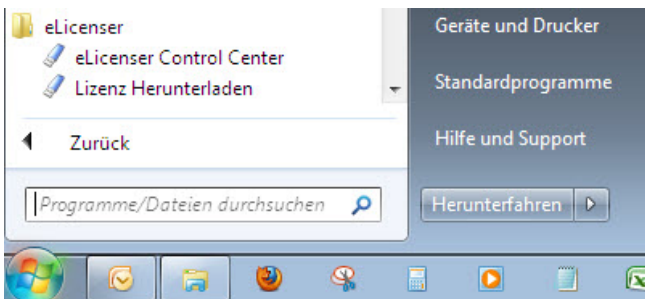 eLicenser
eLicenser Control Center
Lizenz Herunterladen
Zurück
Programme/Dateien durchsuchen
Geräte und Drucker
Standardprogramme
Hilfe und Support
Herunterfahren